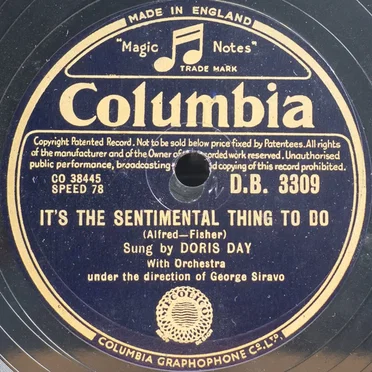 MADE IN ENGLAND
"Magic Notes"
TRADE MARK
Columbia
Copyright Patented Record. Not to be sold below price fixed by Patentees. All rights
of the manufacturer and of the Owner of recorded work reserved. Unauthorised
public performance, broadcasting and copying of this record prohibited.
CO 38445
SPEED 78
D.B. 3309
IT'S THE SENTIMENTAL THING TO DO
(Alfred—Fisher)
Sung by DORIS DAY
With Orchestra
under the direction of George Siravo
COLUMBIA GRAPHOPHONE CO., LTD.